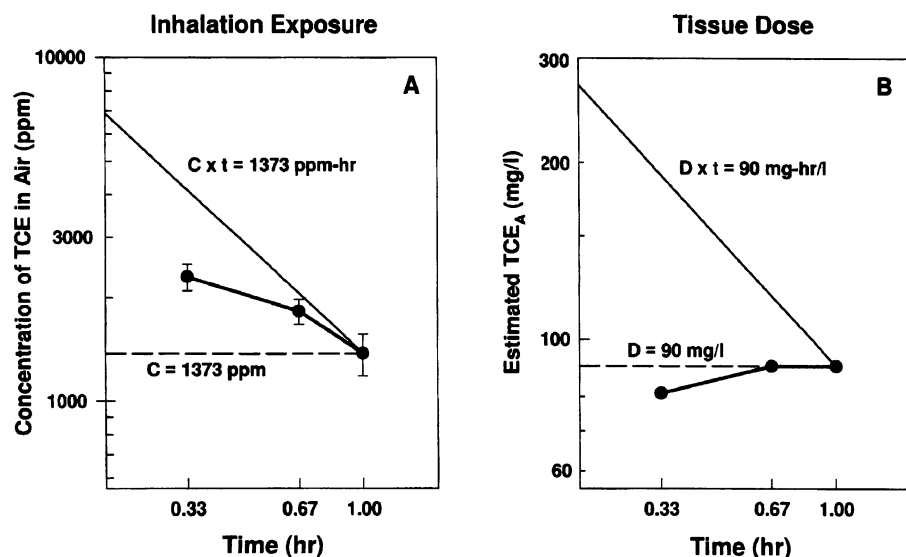 Inhalation Exposure
A
Concentration of TCE in Air (ppm)
10000
3000
1000
C x t = 1373 ppm-hr
C = 1373 ppm
0.33
0.67
1.00
Time (hr)
Tissue Dose
B
Estimated TCE_A (mg/l)
300
200
100
60
D x t = 90 mg-hr/l
D = 90 mg/l
0.33
0.67
1.00
Time (hr)